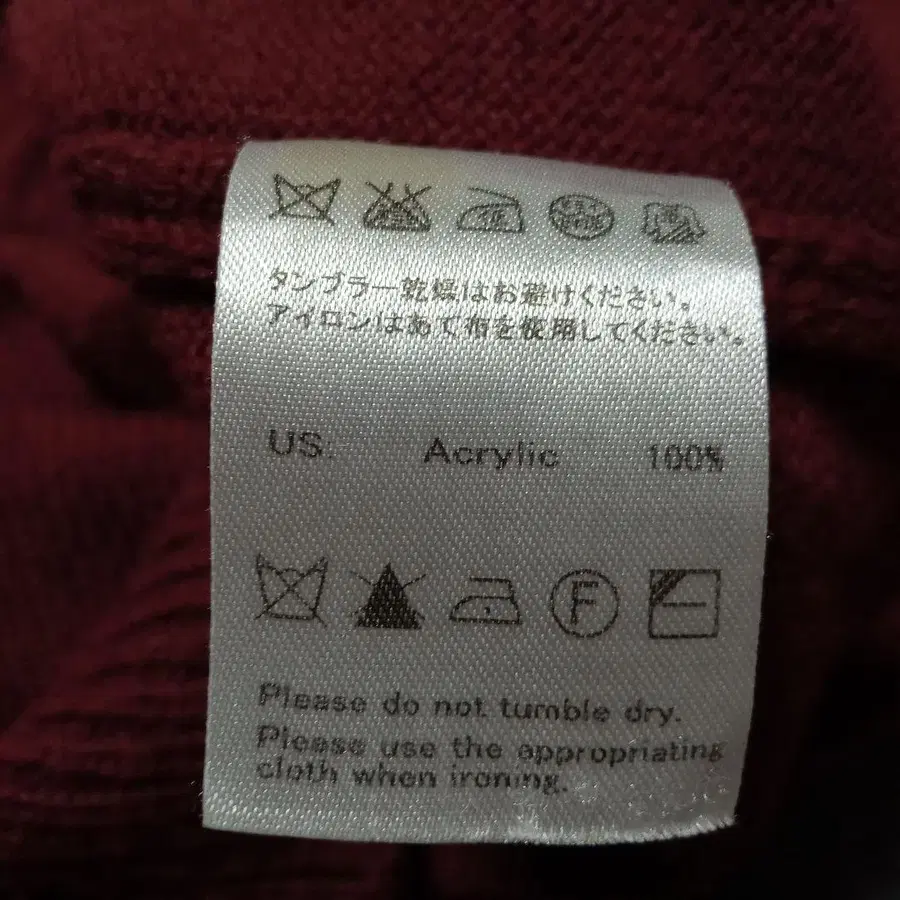 タンブラー乾燥はお避けください。
アイロンはあて布を使用してください。
US. Acrylic 100%
F
Please do not tumble dry.
Please use the appropriating
cloth when ironing.